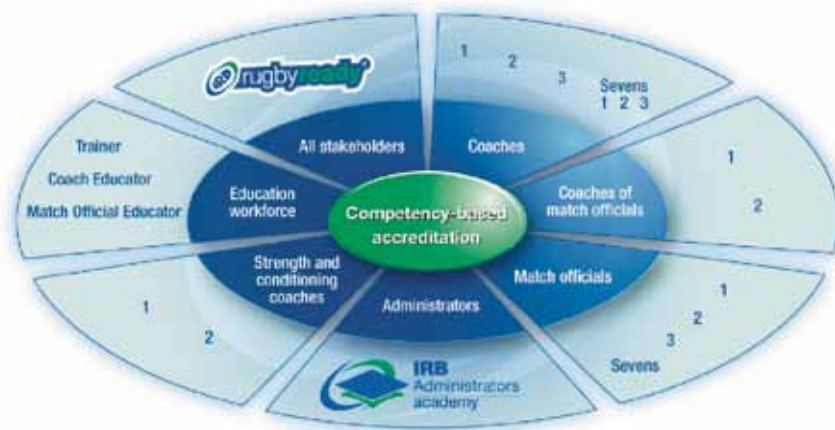 rugbyready
1
2
3
Sevens
1 2 3
Trainer
Coach Educator
Match Official Educator
All stakeholders
Coaches
1
2
Education
workforce
Competency-based
accreditation
Coaches of
match officials
Strength and
conditioning
coaches
Administrators
Match officials
1
2
1
2
3
Sevens
IRB
Administrators
academy